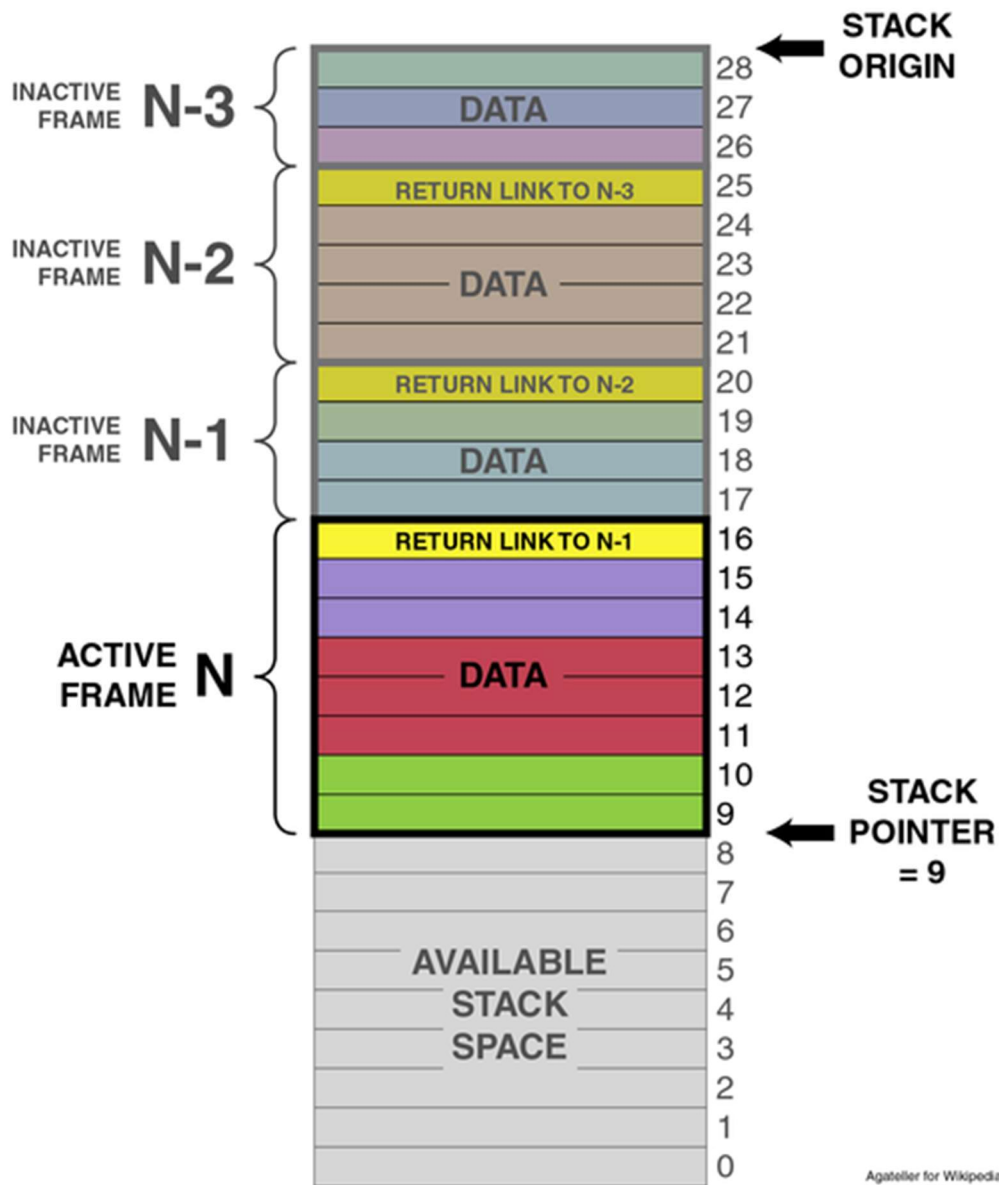 STACK
ORIGIN
28
INACTIVE
FRAME N-3
DATA
27
26
RETURN LINK TO N-3
25
24
INACTIVE
FRAME N-2
23
DATA
22
21
RETURN LINK TO N-2
20
19
INACTIVE
FRAME N-1
DATA
18
17
RETURN LINK TO N-1
16
15
14
ACTIVE
FRAME N
13
DATA
12
11
10
9
STACK
POINTER
= 9
8
7
6
AVAILABLE
5
STACK
4
SPACE
3
2
1
0
Agateller for Wikipedia